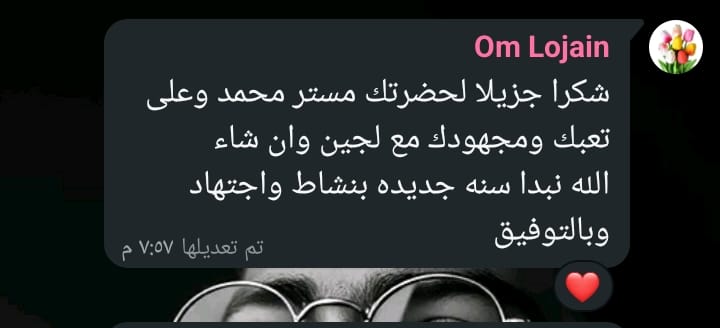 Om Lojain
شكرا جزيلا لحضرتك مستر محمد وعلى
تعبك ومجهودك مع لجين وان شاء
الله نبدا سنه جديده بنشاط واجتهاد
وبالتوفيق
تم تعديلها ٧:٥٧ م